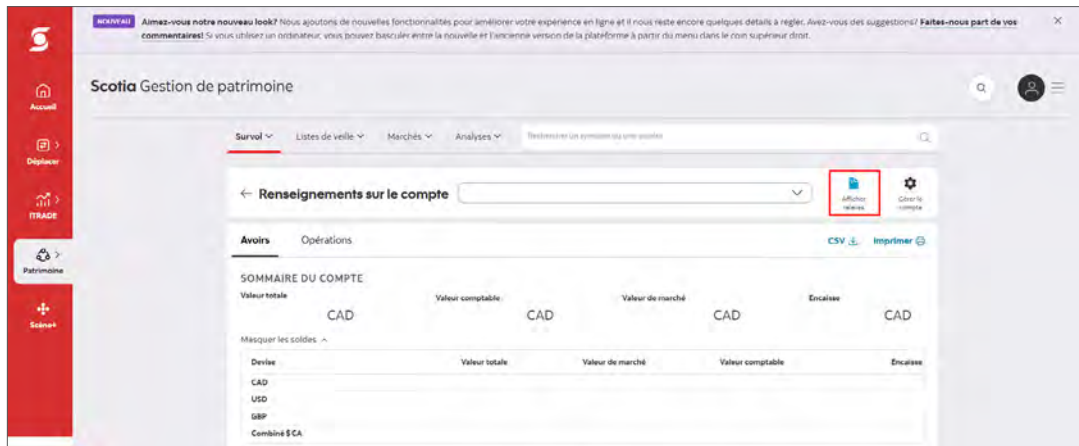 NOUVEAU Aimez-vous notre nouveau look? Nous ajoutons de nouvelles fonctionnalités pour améliorer votre expérience en ligne et il nous reste encore quelques détails à régler. Avez-vous des suggestions? Faites-nous part de vos
commentaires! Si vous utilisez un ordinateur, vous pouvez basculer entre la nouvelle et l'ancienne version de la plateforme à partir du menu dans le coin supérieur droit.
Scotia Gestion de patrimoine
Accueil
Déplacer
iTRADE
Patrimoine
Scène+
Survol Listes de veille Marchés Analyses Rechercher un symbole ou une société
Renseignements sur le compte
Afficher
relevés
Gérer le
compte
Avoirs Opérations CSV Imprimer
SOMMAIRE DU COMPTE
Valeur totale Valeur comptable Valeur de marché Encaisse
CAD CAD CAD CAD
Masquer les soldes
Devise Valeur totale Valeur de marché Valeur comptable Encaisse
CAD
USD
GBP
Combiné $ CA